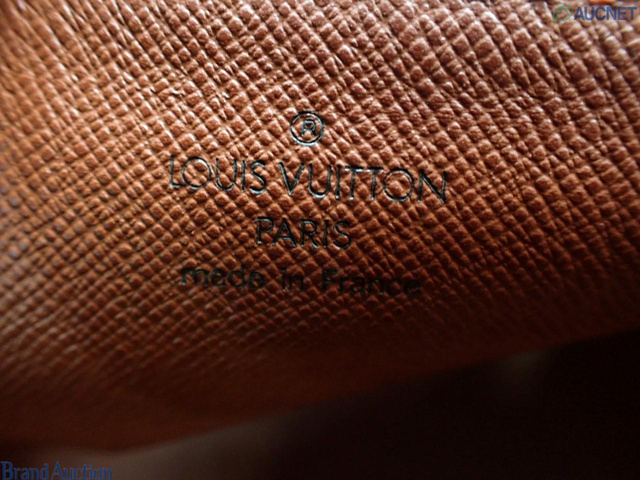 AUCNET
®
LOUIS VUITTON
PARIS
made in France
Brand Auction